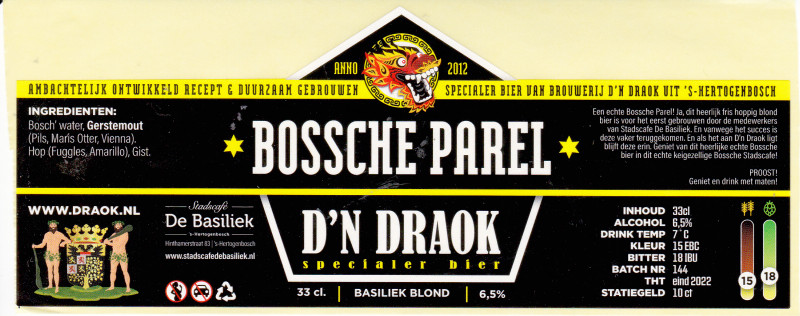 ANNO 2012
AMBACHTELIJK ONTWIKKELD RECEPT & DUURZAAM GEBROUWEN
SPECIALER BIER VAN BROUWERIJ D'N DRAOK UIT 'S-HERTOGENBOSCH
INGREDIENTEN:
Bosch' water, Gerstemout
(Pils, Maris Otter, Vienna).
Hop (Fuggles, Amarillo), Gist.
BOSSCHE PAREL
Een echte Bossche Parel! Ja, dit heerlijk fris hoppig blond
bier is voor het eerst gebrouwen door de medewerkers
van Stadscafe De Basiliek. En vanwege het succes is
deze vaker teruggekomen. En als het aan D'n Draok ligt
blijft deze erin. Geniet van dit heerlijke echte Bossche
bier in dit echte keigezellige Bossche Stadscafe!
PROOST!
Geniet en drink met maten!
WWW.DRAOK.NL
Stadscafé
De Basiliek
's-Hertogenbosch
Hinthamerstraat 83 | 's-Hertogenbosch
www.stadscafedebasiliek.nl
D'N DRAOK
specialer bier
33 cl. | BASILIEK BLOND | 6,5%
INHOUD 33cl
ALCOHOL 6,5%
DRINK TEMP 7˚C
KLEUR 15 EBC
BITTER 18 IBU
BATCH NR 144
THT eind 2022
STATIEGELD 10 ct
15
18